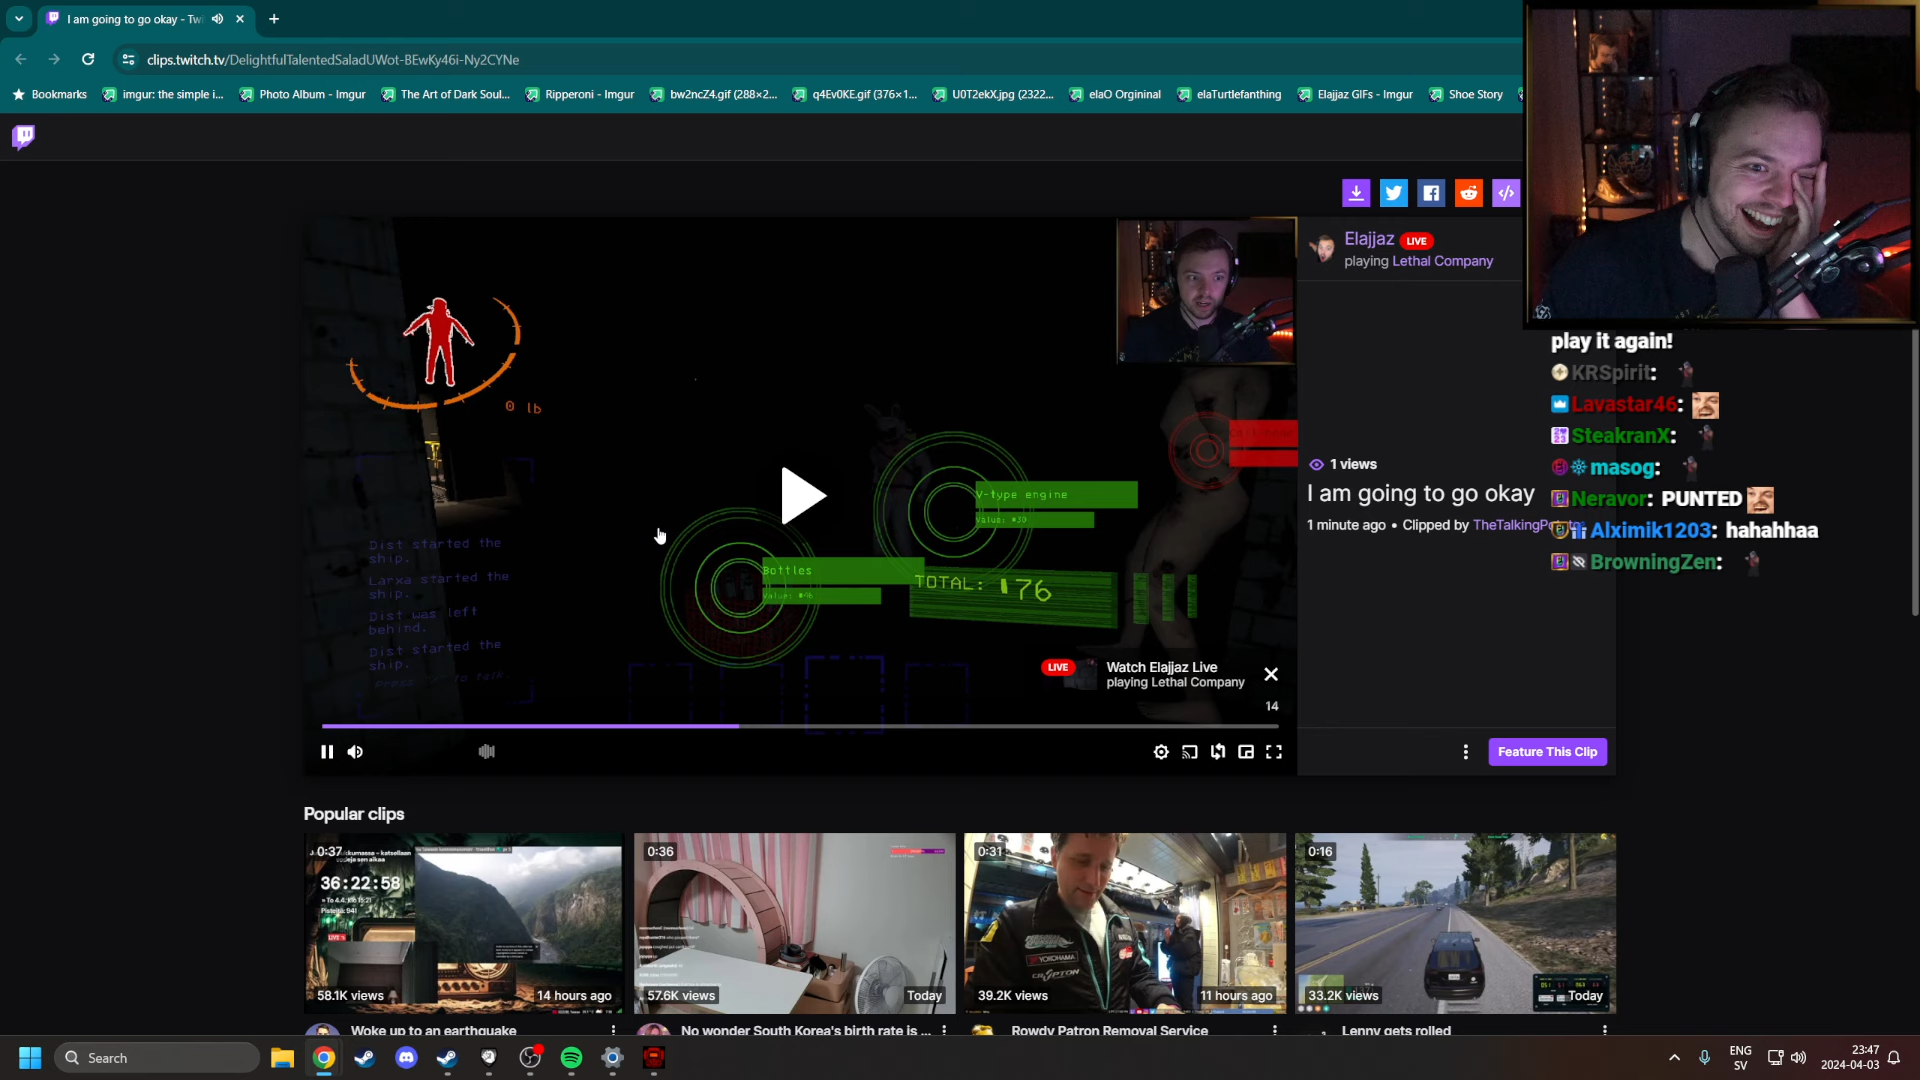 I am going to go okay - Tw
clips.twitch.tv/DelightfulTalentedSaladUWot-BEwKy46i-Ny2CYNe
Bookmarks
imgur: the simple i...
Photo Album - Imgur
The Art of Dark Soul...
Ripperoni - Imgur
bw2ncZ4.gif (288×2...
q4Ev0KE.gif (376×1...
U0T2ekX.jpg (2322...
elaO Orgininal
elaTurtlefanthing
Elajjaz GIFs - Imgur
Shoe Story
Elajjaz LIVE
playing Lethal Company
play it again!
KRSpirit:
Lavastar46:
SteakranX:
masog:
Neravor: PUNTED
Alximik1203: hahahhaa
BrowningZen:
0 lb
V-type engine
Value: 30
Bottles
TOTAL: 76
Dist started the
ship.
Larxa started the
ship.
Dist was left
behind.
Dist started the
ship.
1 views
I am going to go okay
1 minute ago • Clipped by TheTalkingP
LIVE
Watch Elajjaz Live
playing Lethal Company
14
Feature This Clip
Popular clips
0:37
36:22:58
58.1K views
14 hours ago
0:36
57.6K views
Today
0:31
YOKOHAMA
CRYPTON
39.2K views
11 hours ago
0:16
33.2K views
Today
Woke up to an earthquake
No wonder South Korea's birth rate is ...
Rowdy Patron Removal Service
Lenny gets rolled
Search
ENG
SV
23:47
2024-04-03